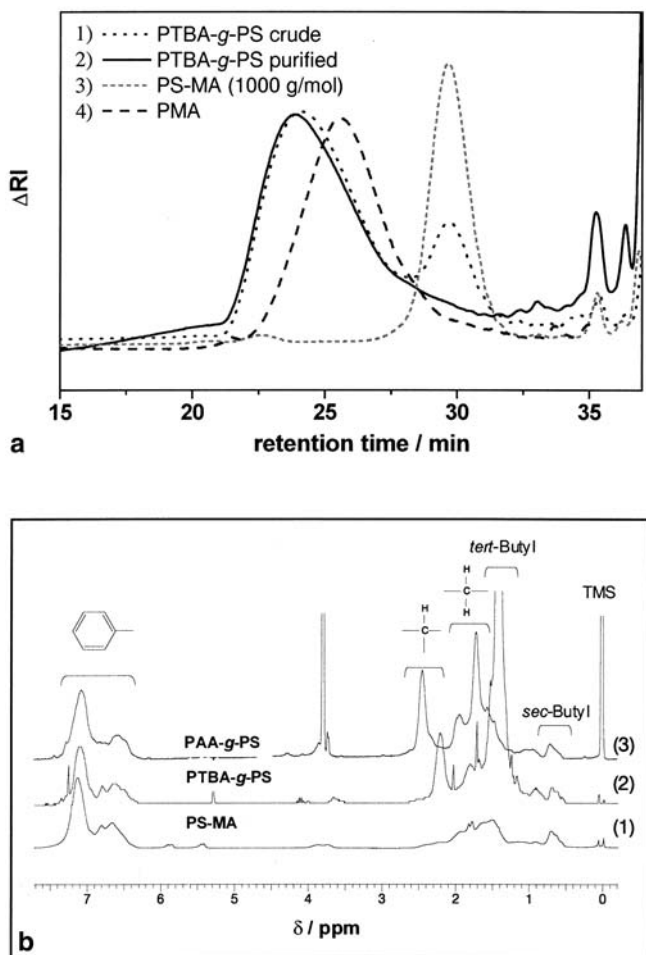 1) PTBA-g-PS crude
2) PTBA-g-PS purified
3) PS-MA (1000 g/mol)
4) PMA
ΔRI
15 20 25 30 35
retention time / min
a
tert-Butyl
H
C
H
H
C
TMS
sec-Butyl
PAA-g-PS (3)
PTBA-g-PS (2)
PS-MA (1)
7 6 5 4 3 2 1 0
δ / ppm
b